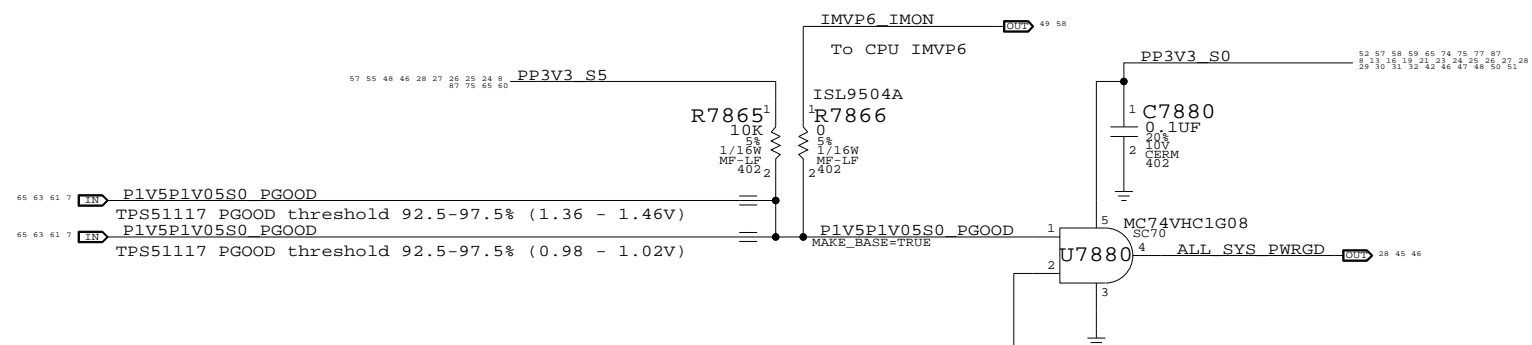 IMVP6_IMON
OUT 49 58
To CPU IMVP6
PP3V3_S0
52 57 58 59 65 74 75 77 87
8 13 16 19 21 23 24 25 26 27 28
29 30 31 32 42 46 47 48 50 51
57 55 48 46 28 27 26 25 24 8
87 75 65 60
PP3V3_S5
ISL9504A
R7865
10K
5%
1/16W
MF-LF
402
1
2
R7866
0
5%
1/16W
MF-LF
402
1
2
1
2
C7880
0.1UF
20%
10V
CERM
402
65 63 61 7 IN P1V5P1V05S0_PGOOD
TPS51117 PGOOD threshold 92.5-97.5% (1.36 - 1.46V)
65 63 61 7 IN P1V5P1V05S0_PGOOD
TPS51117 PGOOD threshold 92.5-97.5% (0.98 - 1.02V)
P1V5P1V05S0_PGOOD
MAKE_BASE=TRUE
1
2
5
MC74VHC1G08
SC70
U7880
4
3
ALL_SYS_PWRGD
OUT 28 45 46